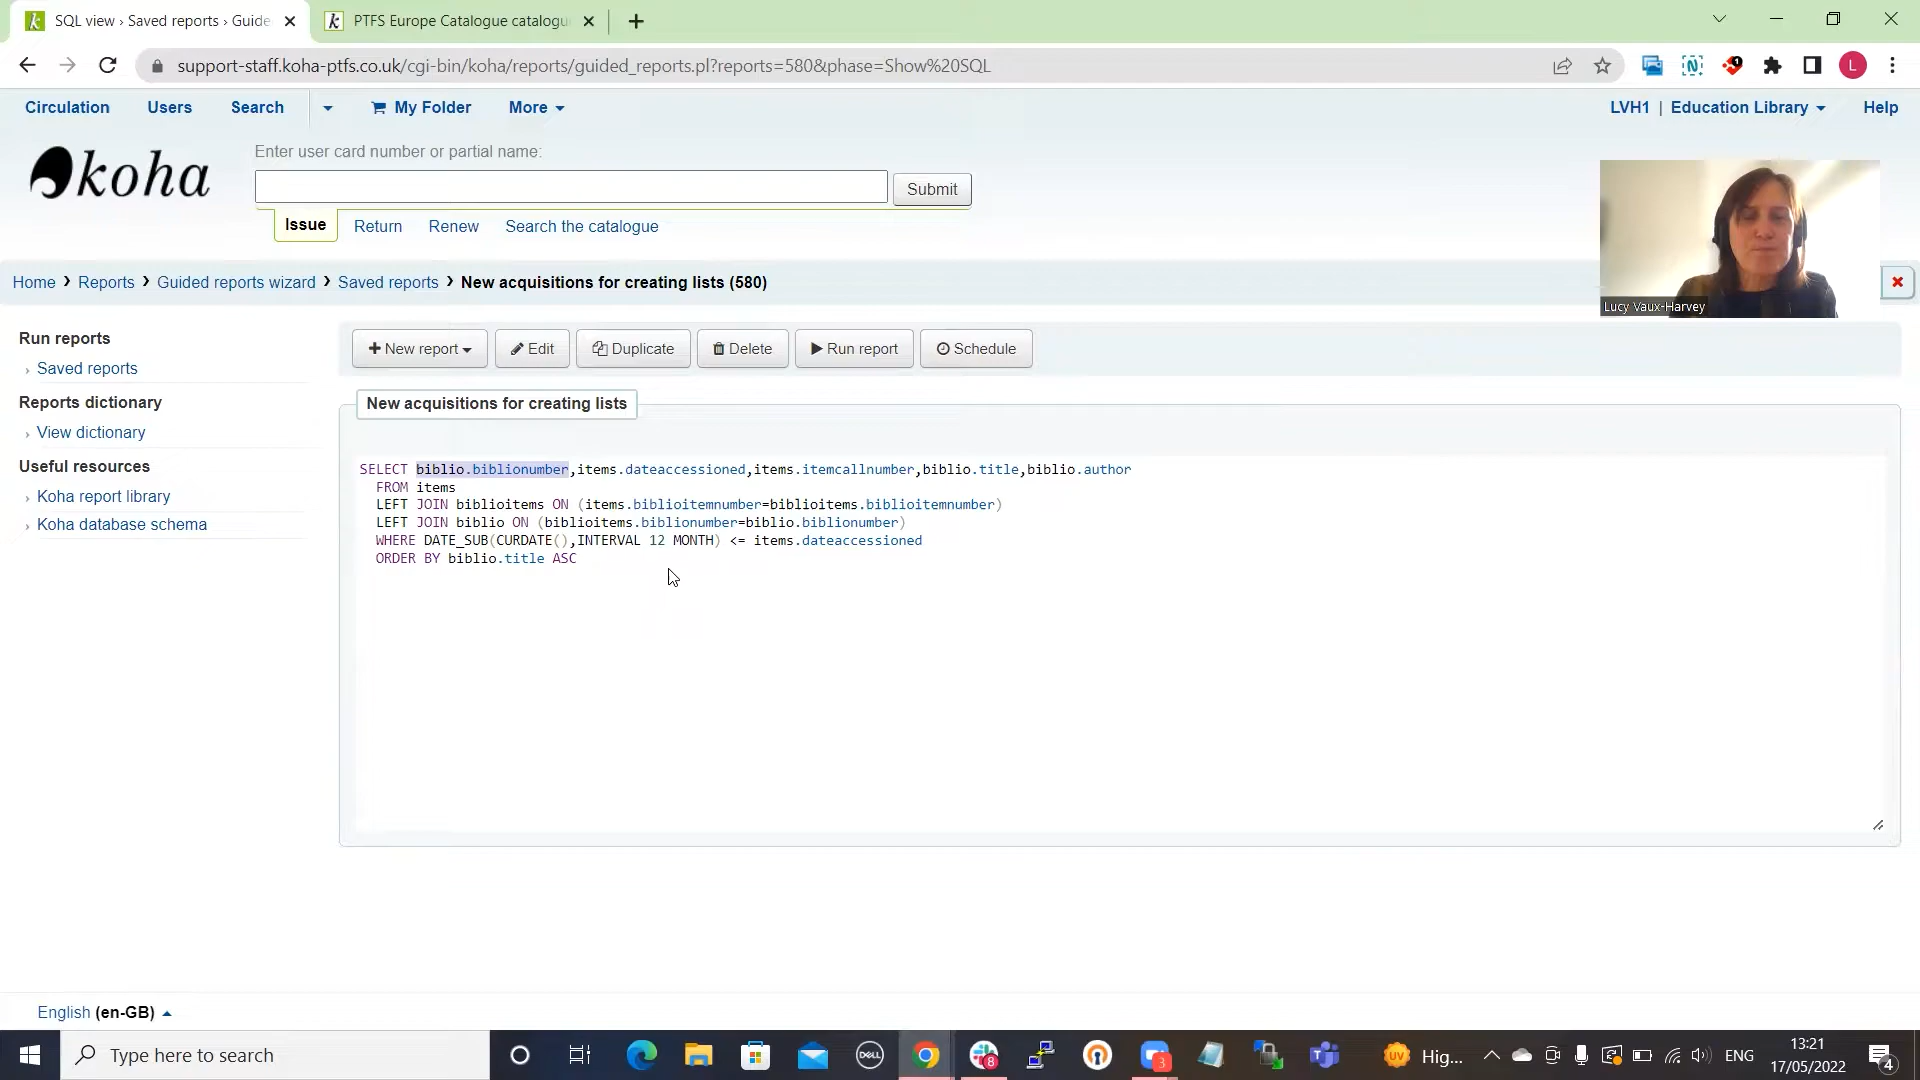 SQL view › Saved reports › Guide
PTFS Europe Catalogue catalogu
support-staff.koha-ptfs.co.uk/cgi-bin/koha/reports/guided_reports.pl?reports=580&phase=Show%20SQL
L
Circulation Users Search My Folder More LVH1 | Education Library Help
koha
Enter user card number or partial name:
Submit
Issue Return Renew Search the catalogue
Lucy Vaux-Harvey
Home › Reports › Guided reports wizard › Saved reports › New acquisitions for creating lists (580)
Run reports
› Saved reports
Reports dictionary
› View dictionary
Useful resources
› Koha report library
› Koha database schema
+ New report Edit Duplicate Delete Run report Schedule
New acquisitions for creating lists
SELECT biblio.biblionumber,items.dateaccessioned,items.itemcallnumber,biblio.title,biblio.author
FROM items
LEFT JOIN biblioitems ON (items.biblioitemnumber=biblioitems.biblioitemnumber)
LEFT JOIN biblio ON (biblioitems.biblionumber=biblio.biblionumber)
WHERE DATE_SUB(CURDATE(),INTERVAL 12 MONTH) <= items.dateaccessioned
ORDER BY biblio.title ASC
English (en-GB)
Type here to search
DELL
8
3
UV
Hig...
ENG
13:21
17/05/2022
4